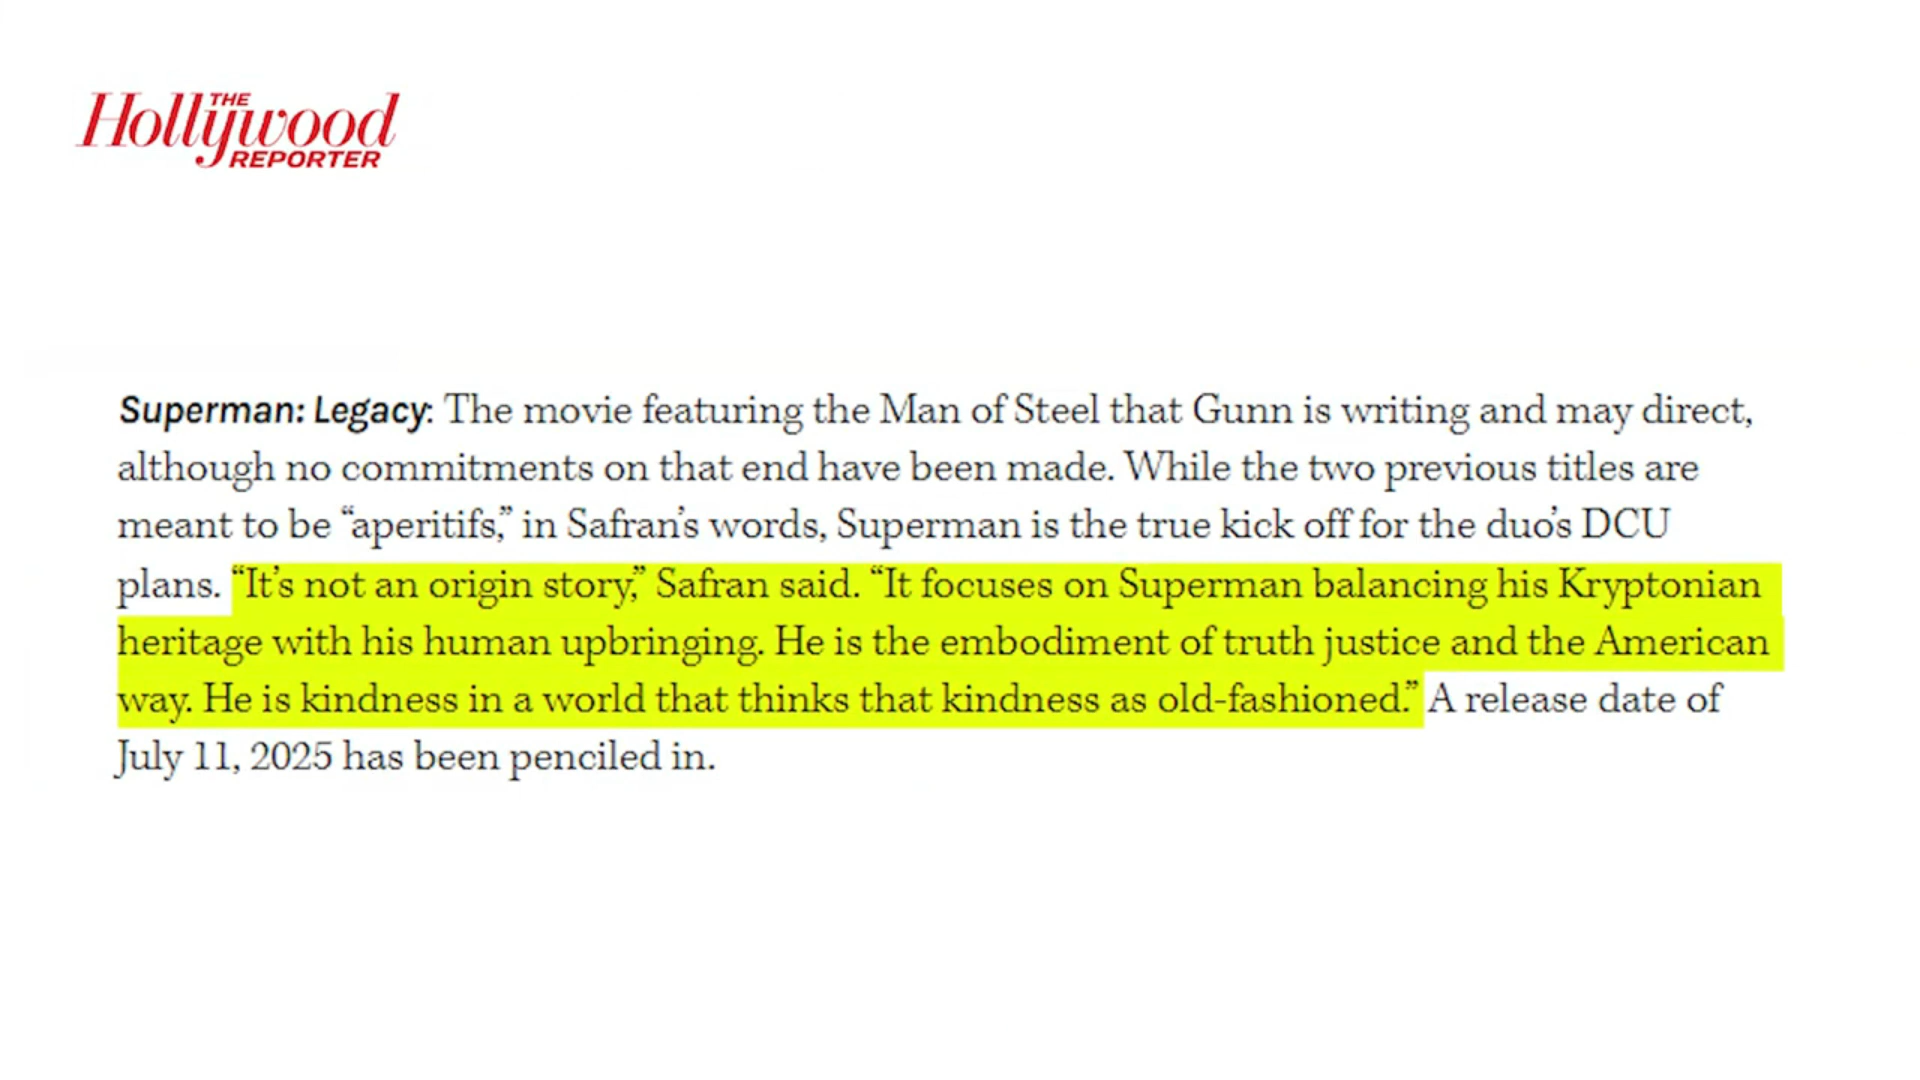 THE
Hollywood
REPORTER
Superman: Legacy: The movie featuring the Man of Steel that Gunn is writing and may direct,
although no commitments on that end have been made. While the two previous titles are
meant to be “aperitifs,” in Safran’s words, Superman is the true kick off for the duo’s DCU
plans. “It’s not an origin story,” Safran said. “It focuses on Superman balancing his Kryptonian
heritage with his human upbringing. He is the embodiment of truth justice and the American
way. He is kindness in a world that thinks that kindness as old-fashioned.” A release date of
July 11, 2025 has been penciled in.